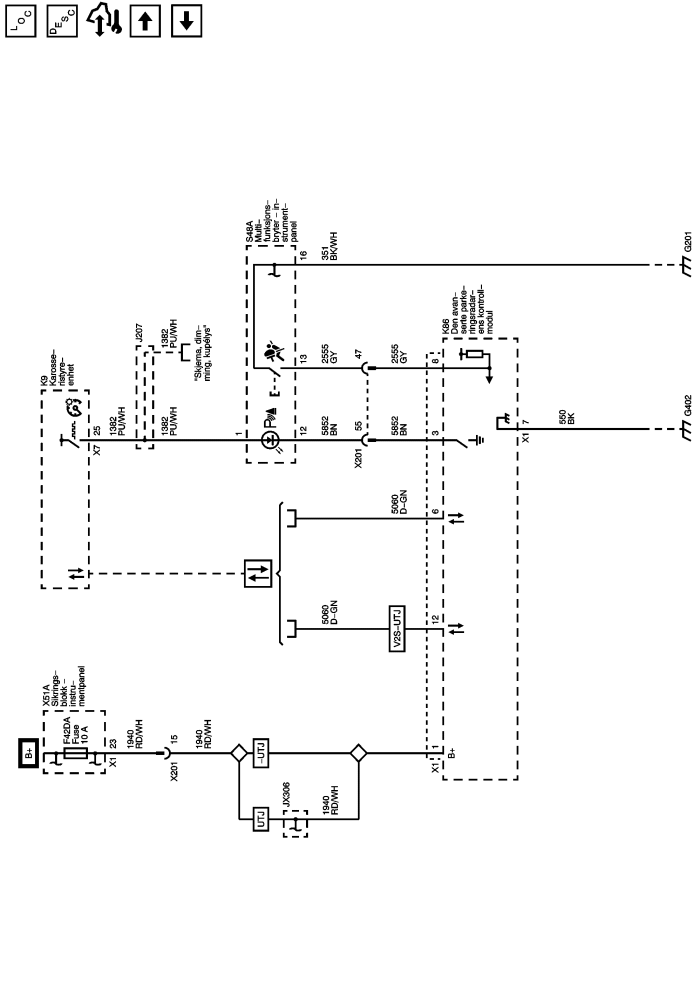 LOC
DESC
B+
X51A
Sikrings–
blokk –
instru–
mentpanel
F42DA
Fuse
10 A
X1
23
1940
RD/WH
X201
15
1940
RD/WH
UTJ
–UTJ
JX306
1940
RD/WH
X1
1
B+
K9
Karosse–
ristyre–
enhet
X7
25
1382
PU/WH
J207
1382
PU/WH
1382
PU/WH
"Skjema, dim–
ming, kupélys"
S48A
Multi–
funksjons–
bryter – in–
strument–
panel
1
12
13
16
P
5852
BN
2555
GY
351
BK/WH
X201
55
47
5852
BN
2555
GY
5060
D–GN
5060
D–GN
V2S–UTJ
12
6
3
8
K86
Den avan–
serte parke–
ringsradar–
ens kontroll–
modul
X1
7
550
BK
G402
G201